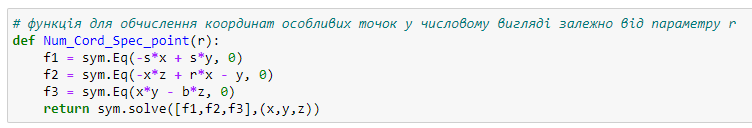 # функція для обчислення координат особливих точок у числовому вигляді залежно від параметру r
def Num_Cord_Spec_point(r):
    f1 = sym.Eq(-s*x + s*y, 0)
    f2 = sym.Eq(-x*z + r*x - y, 0)
    f3 = sym.Eq(x*y - b*z, 0)
    return sym.solve([f1,f2,f3],(x,y,z))